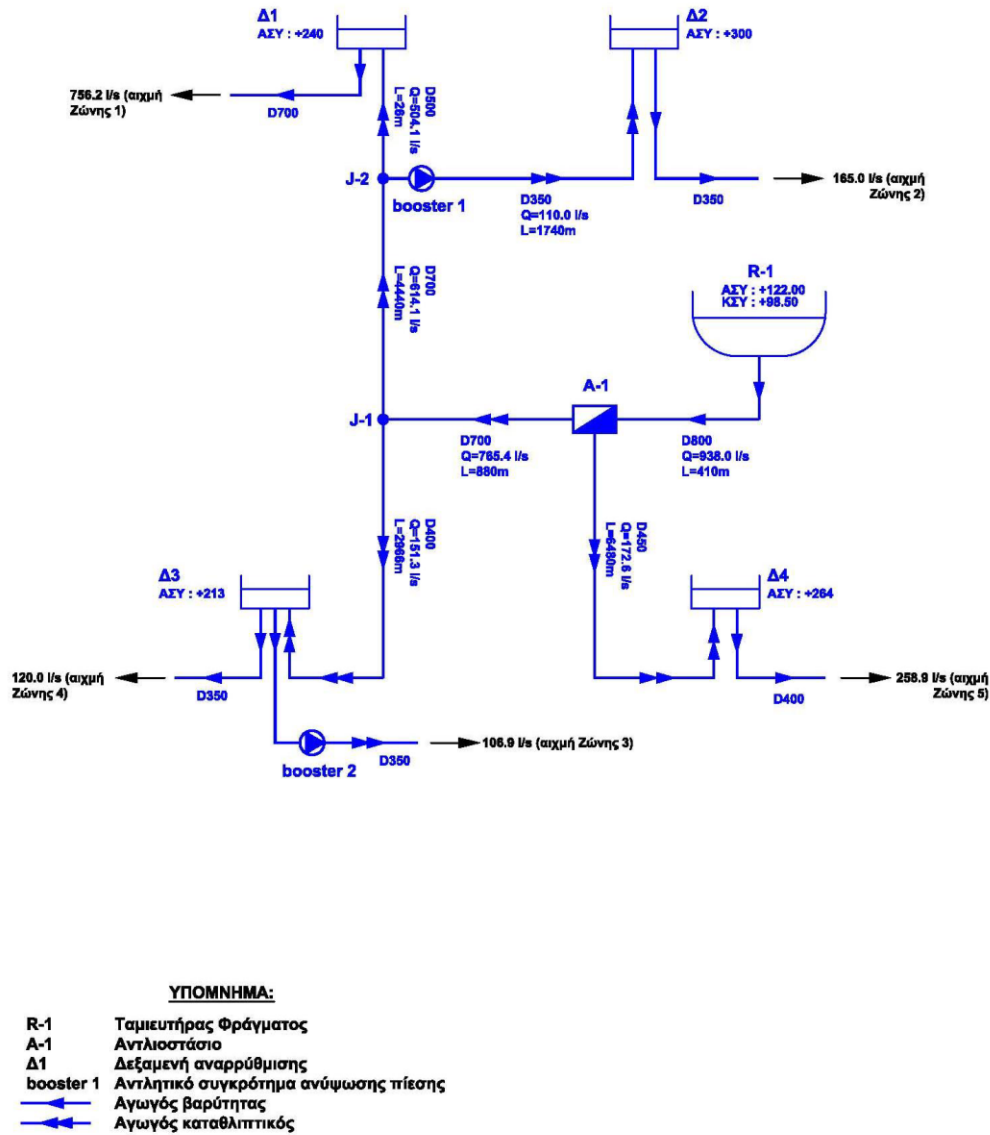 Δ1
ΑΣΥ : +240
Δ2
ΑΣΥ : +300
756.2 l/s (αιχμή
Ζώνης 1)
D700
D500
Q=504.1 l/s
L=26m
J-2
booster 1
D350
Q=110.0 l/s
L=1740m
D350
165.0 l/s (αιχμή
Ζώνης 2)
D700
Q=614.1 l/s
L=4440m
R-1
ΑΣΥ : +122.00
ΚΣΥ : +98.50
A-1
J-1
D700
Q=765.4 l/s
L=880m
D800
Q=938.0 l/s
L=410m
D400
Q=151.3 l/s
L=2966m
D450
Q=172.6 l/s
L=6480m
Δ3
ΑΣΥ : +213
Δ4
ΑΣΥ : +264
120.0 l/s (αιχμή
Ζώνης 4)
D350
D400
258.9 l/s (αιχμή
Ζώνης 5)
booster 2
D350
106.9 l/s (αιχμή Ζώνης 3)
ΥΠΟΜΝΗΜΑ:
R-1 Ταμιευτήρας Φράγματος
A-1 Αντλιοστάσιο
Δ1 Δεξαμενή αναρρύθμισης
booster 1 Αντλητικό συγκρότημα ανύψωσης πίεσης
Αγωγός βαρύτητας
Αγωγός καταθλιπτικός